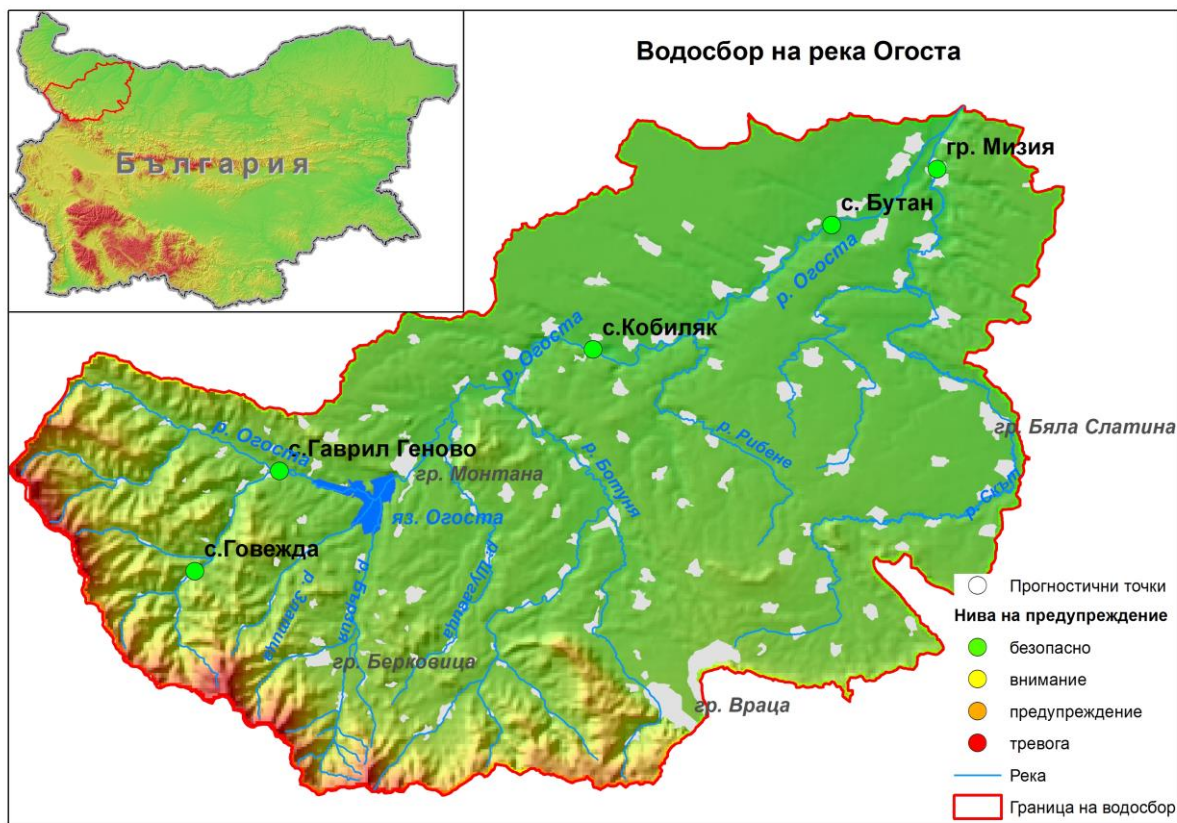 Водосбор на река Огоста
България
гр. Мизия
с. Бутан
р. Огоста
с.Кобиляк
р. Огоста
гр. Бяла Слатина
р. Огоста
с.Гаврил Геново
гр. Монтана
р. Рибене
р. Ботуня
р. Скът
яз. Огоста
с.Говежда
р. Златица
р. Бързия
р. Шугавица
гр. Берковица
гр. Враца
Прогностични точки
Нива на предупреждение
безопасно
внимание
предупреждение
тревога
Река
Граница на водосбор